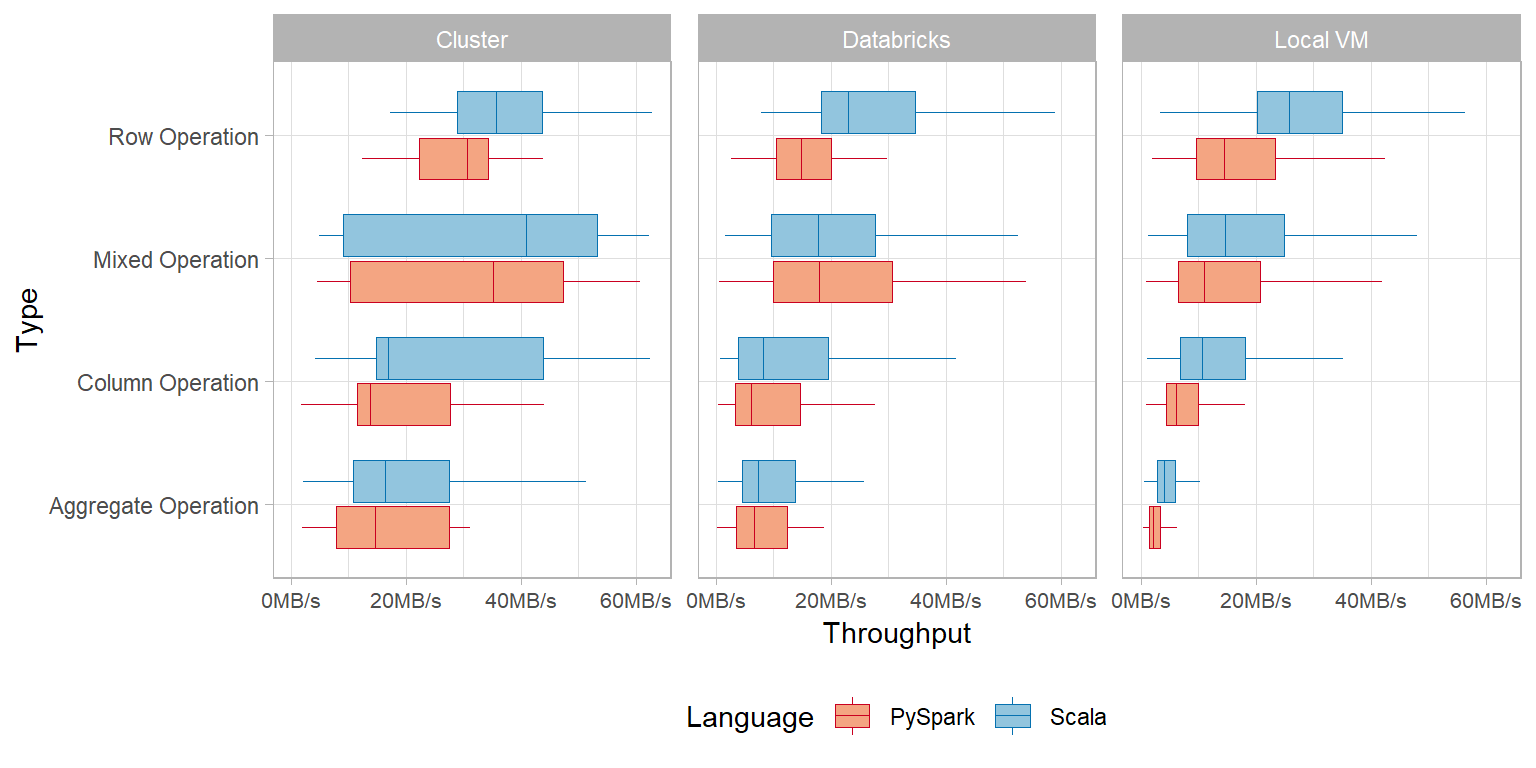 Cluster
Databricks
Local VM
Type
Row Operation
Mixed Operation
Column Operation
Aggregate Operation
0MB/s 20MB/s 40MB/s 60MB/s 0MB/s 20MB/s 40MB/s 60MB/s 0MB/s 20MB/s 40MB/s 60MB/s
Throughput
Language PySpark Scala